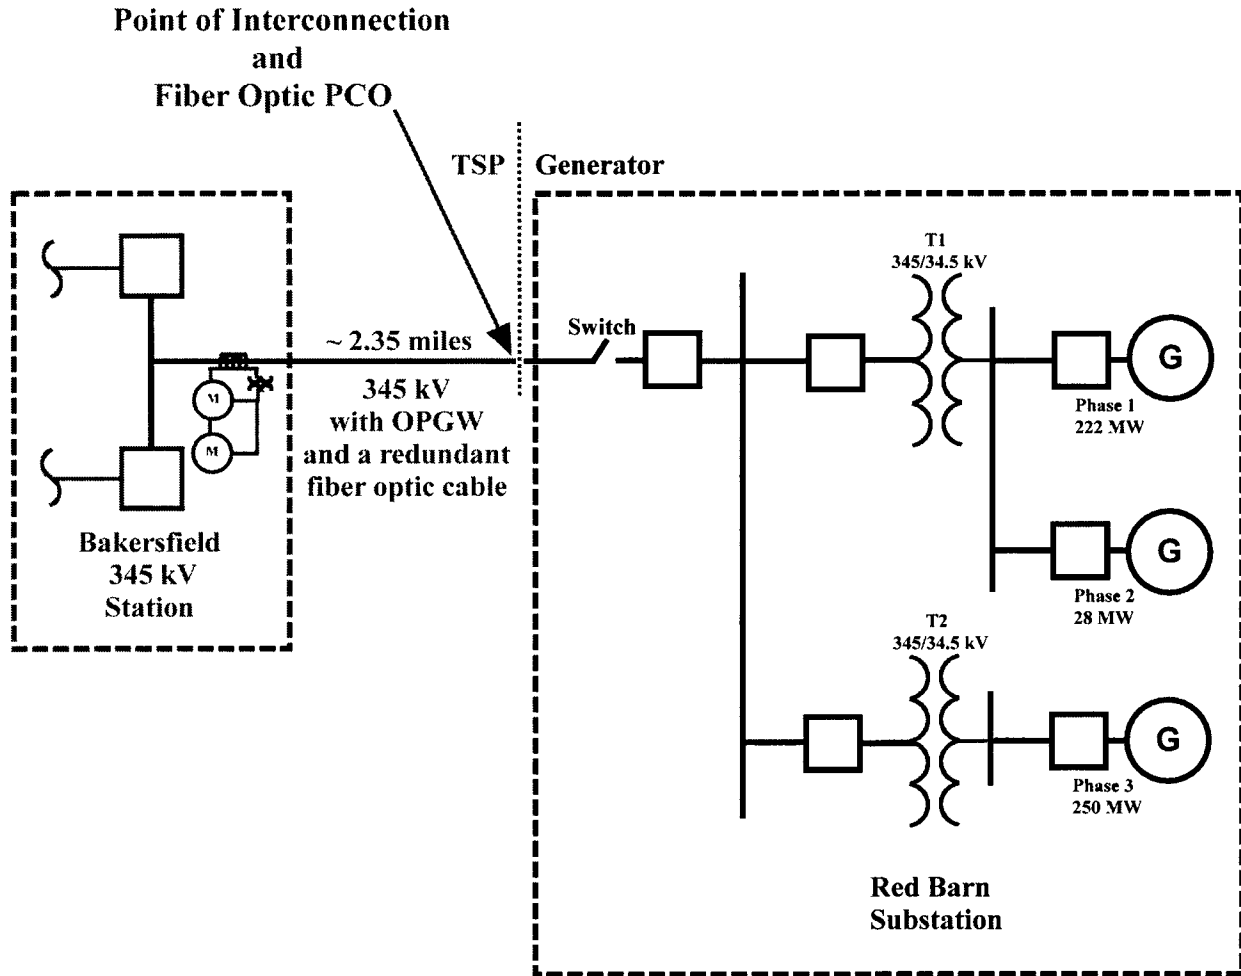 Point of Interconnection
and
Fiber Optic PCO
TSP
Generator
~ 2.35 miles
345 kV
with OPGW
and a redundant
fiber optic cable
M
M
Bakersfield
345 kV
Station
Switch
T1
345/34.5 kV
G
Phase 1
222 MW
G
Phase 2
28 MW
T2
345/34.5 kV
G
Phase 3
250 MW
Red Barn
Substation